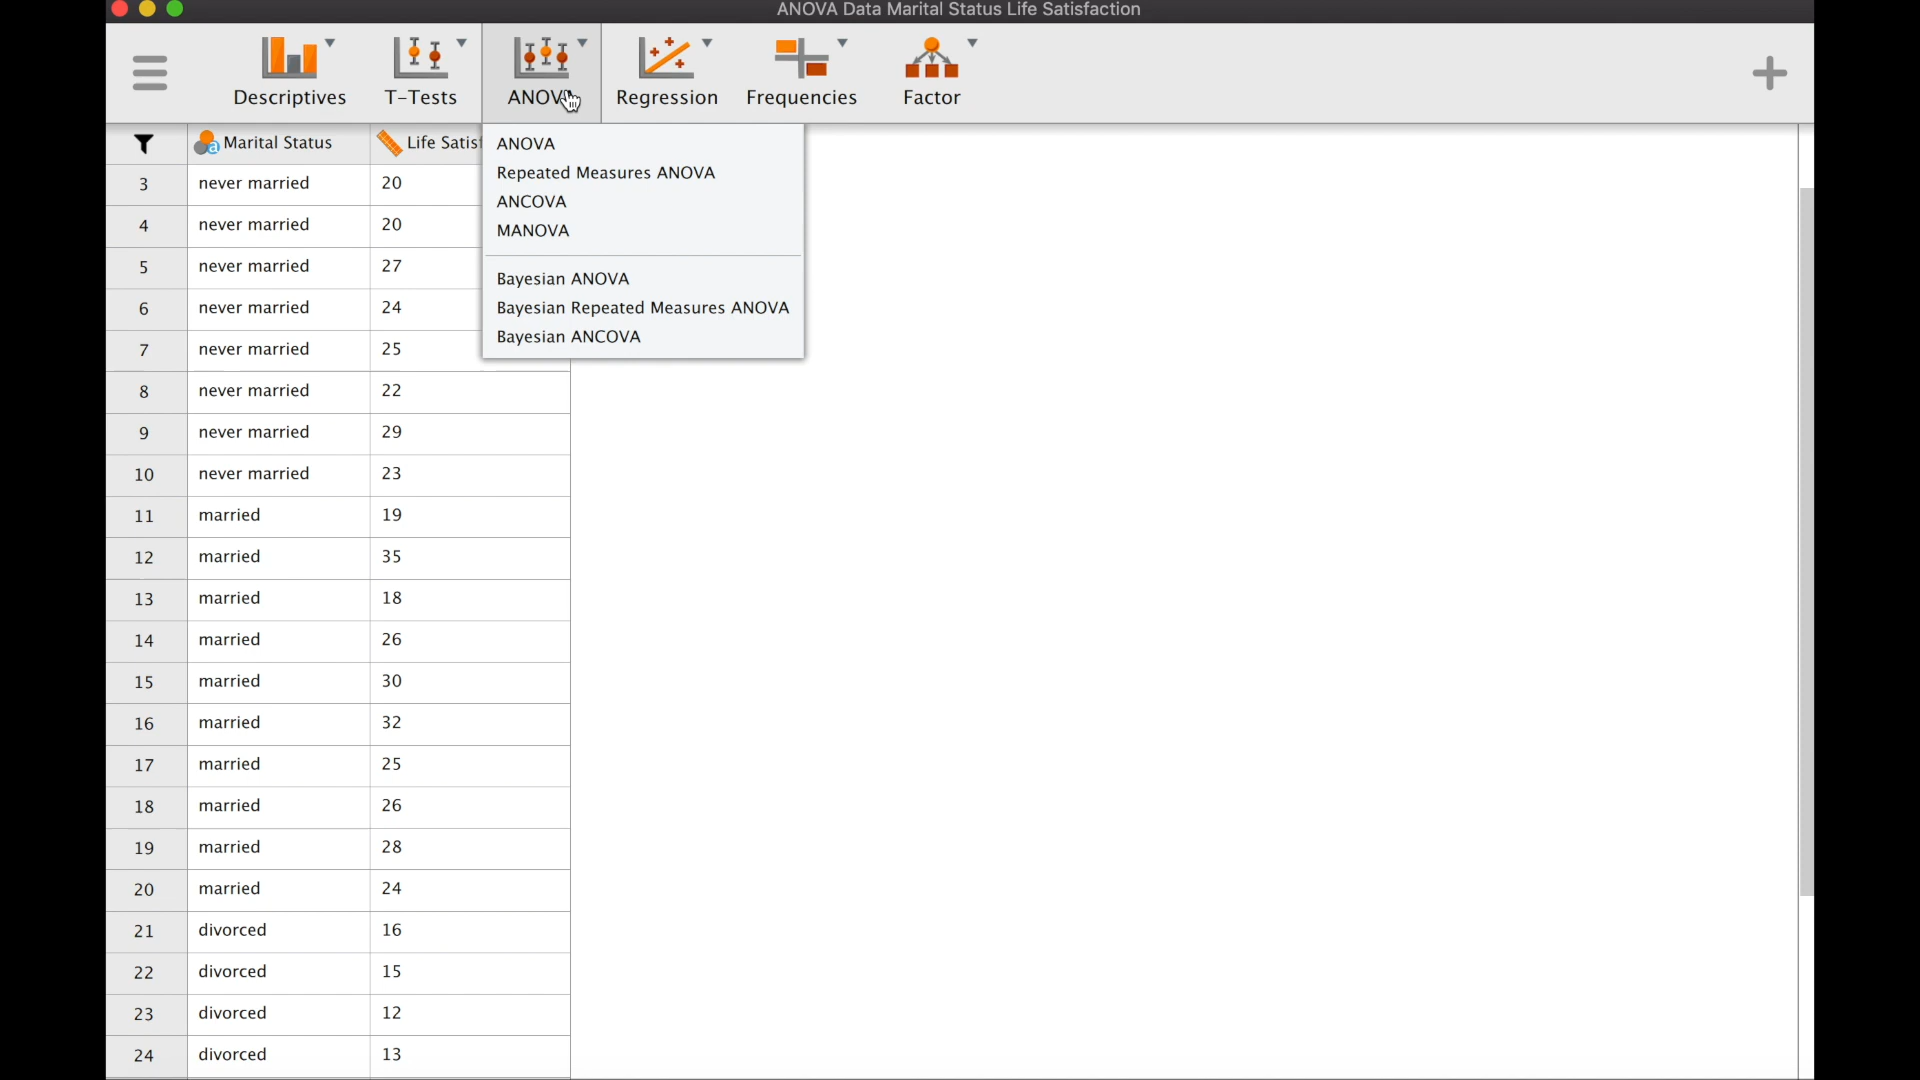 ANOVA Data Marital Status Life Satisfaction
Descriptives T-Tests ANOVA Regression Frequencies Factor
Marital Status Life Satisf
ANOVA
Repeated Measures ANOVA
ANCOVA
MANOVA
Bayesian ANOVA
Bayesian Repeated Measures ANOVA
Bayesian ANCOVA
3 never married 20
4 never married 20
5 never married 27
6 never married 24
7 never married 25
8 never married 22
9 never married 29
10 never married 23
11 married 19
12 married 35
13 married 18
14 married 26
15 married 30
16 married 32
17 married 25
18 married 26
19 married 28
20 married 24
21 divorced 16
22 divorced 15
23 divorced 12
24 divorced 13